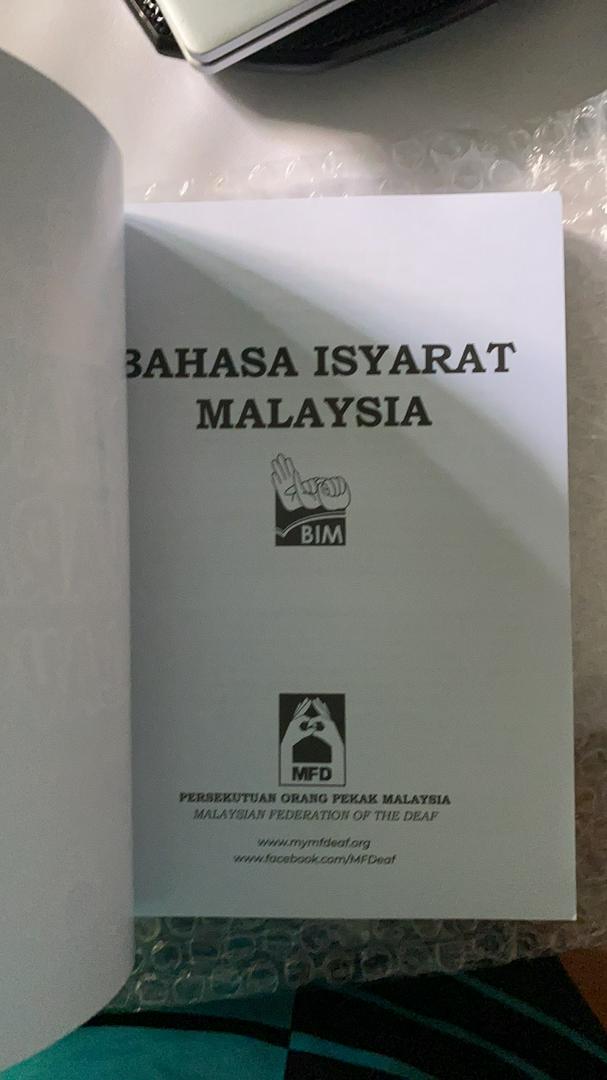 BAHASA ISYARAT
MALAYSIA
BIM
MFD
PERSEKUTUAN ORANG PEKAK MALAYSIA
MALAYSIAN FEDERATION OF THE DEAF
www.mymfdeaf.org
www.facebook.com/MFDeaf